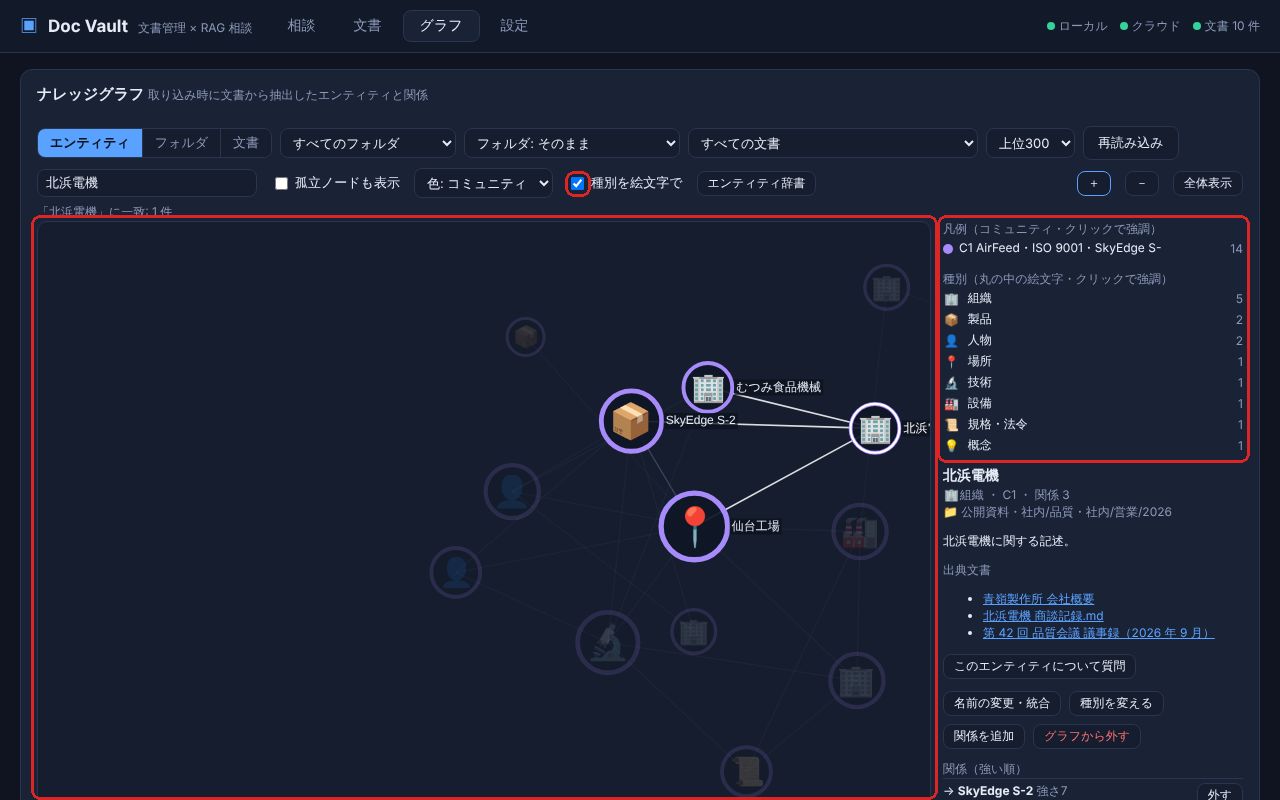 Doc Vault 文書管理 × RAG 相談 相談 文書 グラフ 設定 ローカル クラウド 文書 10 件
ナレッジグラフ 取り込み時に文書から抽出したエンティティと関係
エンティティ フォルダ 文書 すべてのフォルダ フォルダ: そのまま すべての文書 上位300 再読み込み
北浜電機 孤立ノードも表示 色: コミュニティ 種別を絵文字で エンティティ辞書 + − 全体表示
「北浜電機」に一致: 1 件
むつみ食品機械
SkyEdge S-2
北浜
仙台工場
凡例（コミュニティ・クリックで強調）
C1 AirFeed・ISO 9001・SkyEdge S- 14
種別（丸の中の絵文字・クリックで強調）
組織 5
製品 2
人物 2
場所 1
技術 1
設備 1
規格・法令 1
概念 1
北浜電機
組織 ・ C1 ・ 関係 3
公開資料・社内/品質・社内/営業/2026
北浜電機に関する記述。
出典文書
青嶺製作所 会社概要
北浜電機 商談記録.md
第 42 回 品質会議 議事録（2026 年 9 月）
このエンティティについて質問
名前の変更・統合 種別を変える
関係を追加 グラフから外す
関係（強い順）
→ SkyEdge S-2 強さ7 外す